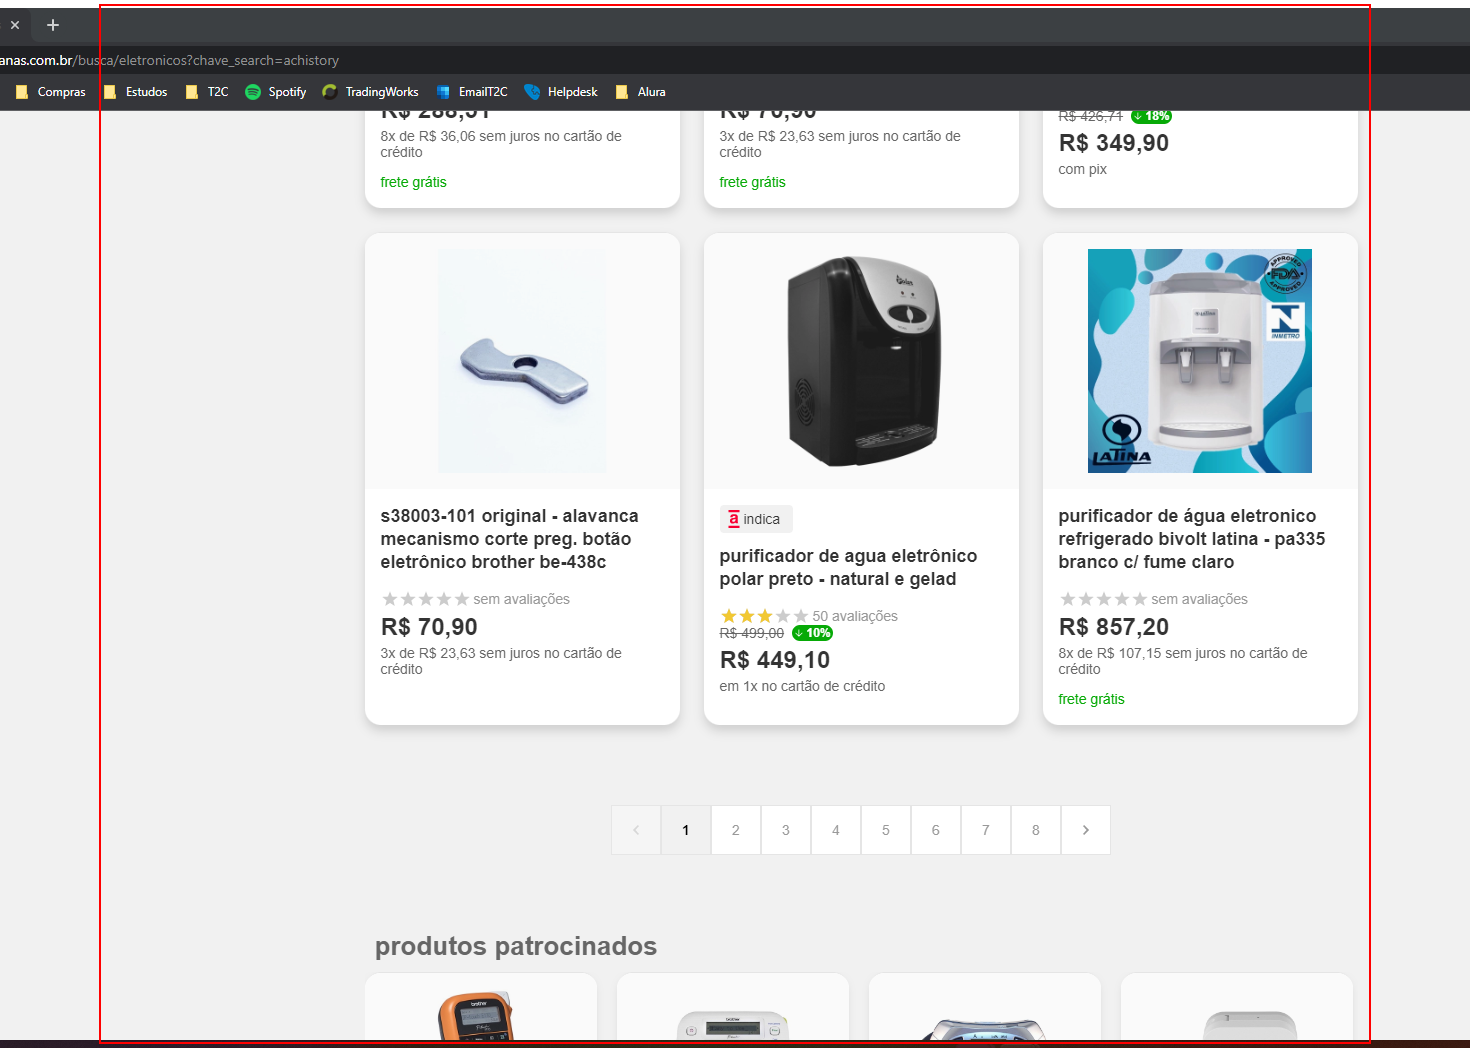 anas.com.br/busca/eletronicos?chave_search=achistory
Compras Estudos T2C Spotify TradingWorks EmailT2C Helpdesk Alura
R$ 288,51
8x de R$ 36,06 sem juros no cartão de
crédito
frete grátis
R$ 70,90
3x de R$ 23,63 sem juros no cartão de
crédito
frete grátis
R$ 426,71 ↓ 18%
R$ 349,90
com pix
s38003-101 original - alavanca
mecanismo corte preg. botão
eletrônico brother be-438c
sem avaliações
R$ 70,90
3x de R$ 23,63 sem juros no cartão de
crédito
a indica
purificador de agua eletrônico
polar preto - natural e gelad
50 avaliações
R$ 499,00 ↓ 10%
R$ 449,10
em 1x no cartão de crédito
APPROVED
FDA
APPROVED
N
INMETRO
LATINA
LATINA
purificador de água eletronico
refrigerado bivolt latina - pa335
branco c/ fume claro
sem avaliações
R$ 857,20
8x de R$ 107,15 sem juros no cartão de
crédito
frete grátis
‹ 1 2 3 4 5 6 7 8 ›
produtos patrocinados
brother
brother